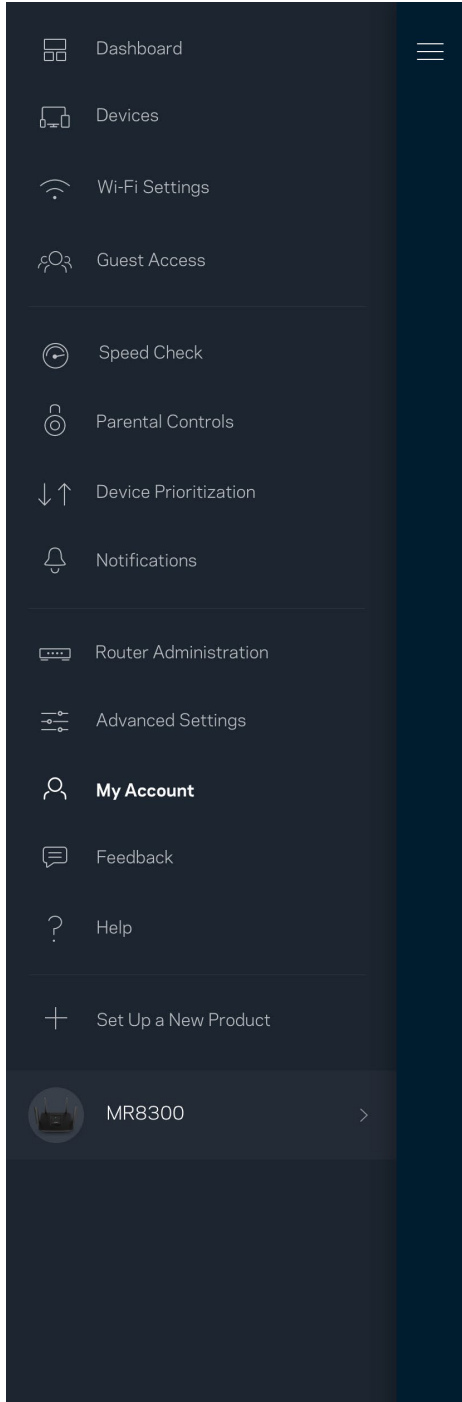 Dashboard
Devices
Wi-Fi Settings
Guest Access
Speed Check
Parental Controls
Device Prioritization
Notifications
Router Administration
Advanced Settings
My Account
Feedback
Help
Set Up a New Product
MR8300